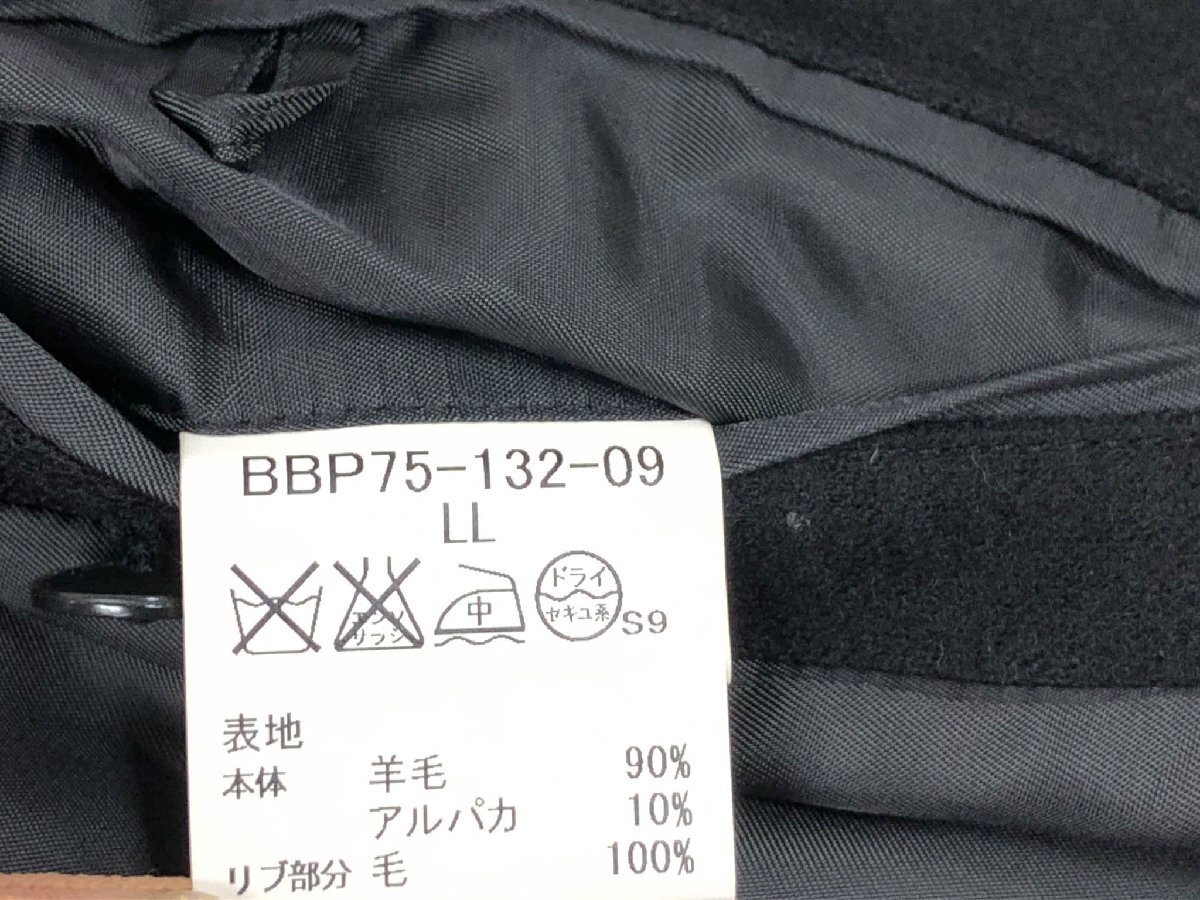 BBP75-132-09
LL
エンソ
サラシ
中
ドライ
セキユ系
S9
表地
本体 羊毛 90%
アルパカ 10%
リブ部分 毛 100%